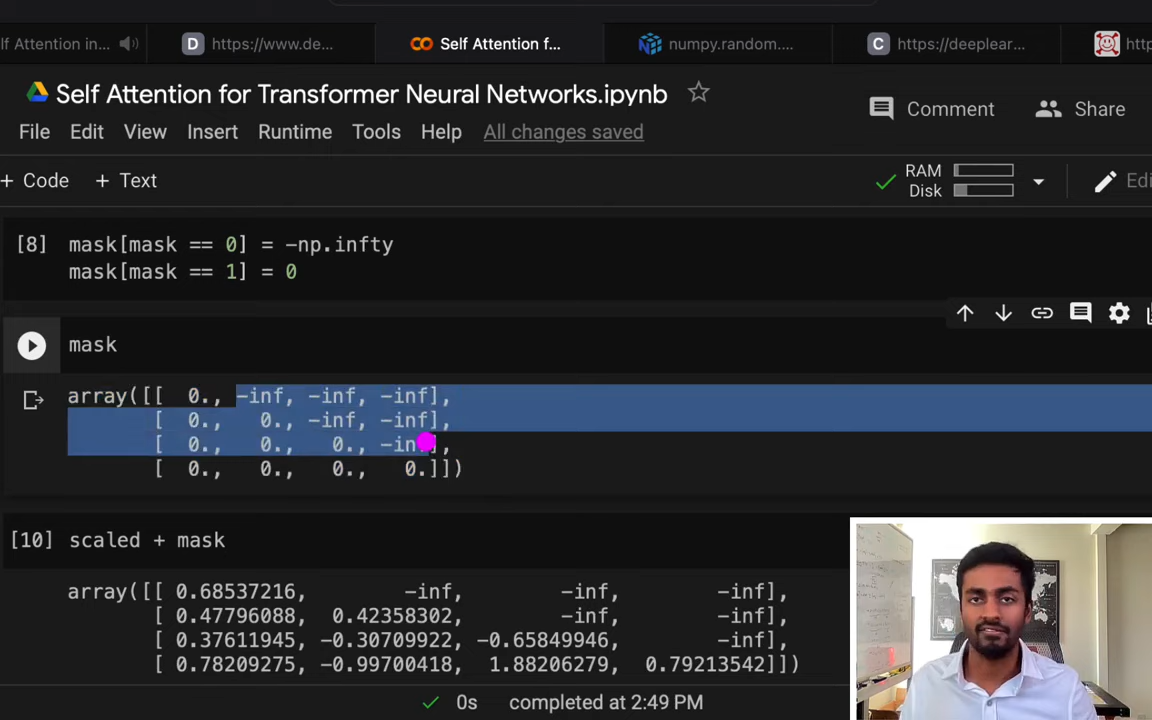 Self Attention in...
D https://www.de...
CO Self Attention f...
numpy.random....
C https://deeplear...
Self Attention for Transformer Neural Networks.ipynb
Comment
Share
File Edit View Insert Runtime Tools Help All changes saved
+ Code + Text
RAM
Disk
[8] mask[mask == 0] = -np.infty
mask[mask == 1] = 0
mask
array([[ 0., -inf, -inf, -inf],
[ 0., 0., -inf, -inf],
[ 0., 0., 0., -inf],
[ 0., 0., 0., 0.]])
[10] scaled + mask
array([[ 0.68537216, -inf, -inf, -inf],
[ 0.47796088, 0.42358302, -inf, -inf],
[ 0.37611945, -0.30709922, -0.65849946, -inf],
[ 0.78209275, -0.99700418, 1.88206279, 0.79213542]])
0s completed at 2:49 PM